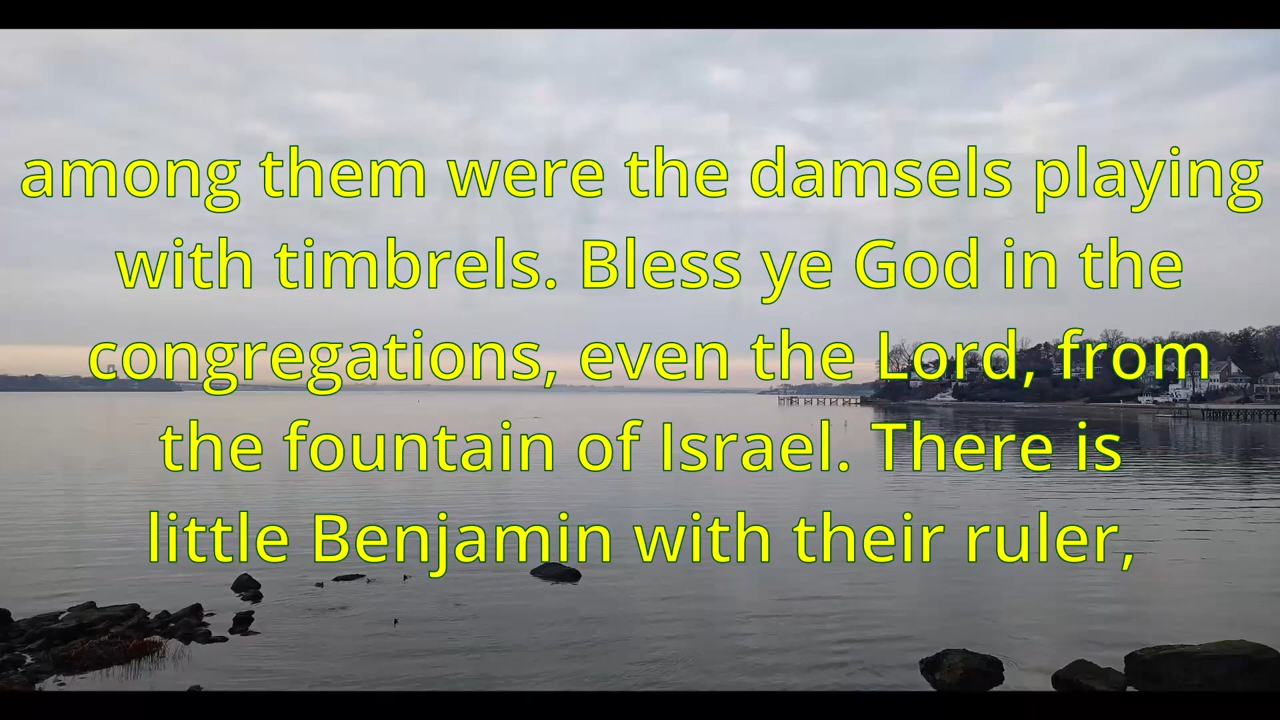 among them were the damsels playing
with timbrels. Bless ye God in the
congregations, even the Lord, from
the fountain of Israel. There is
little Benjamin with their ruler,